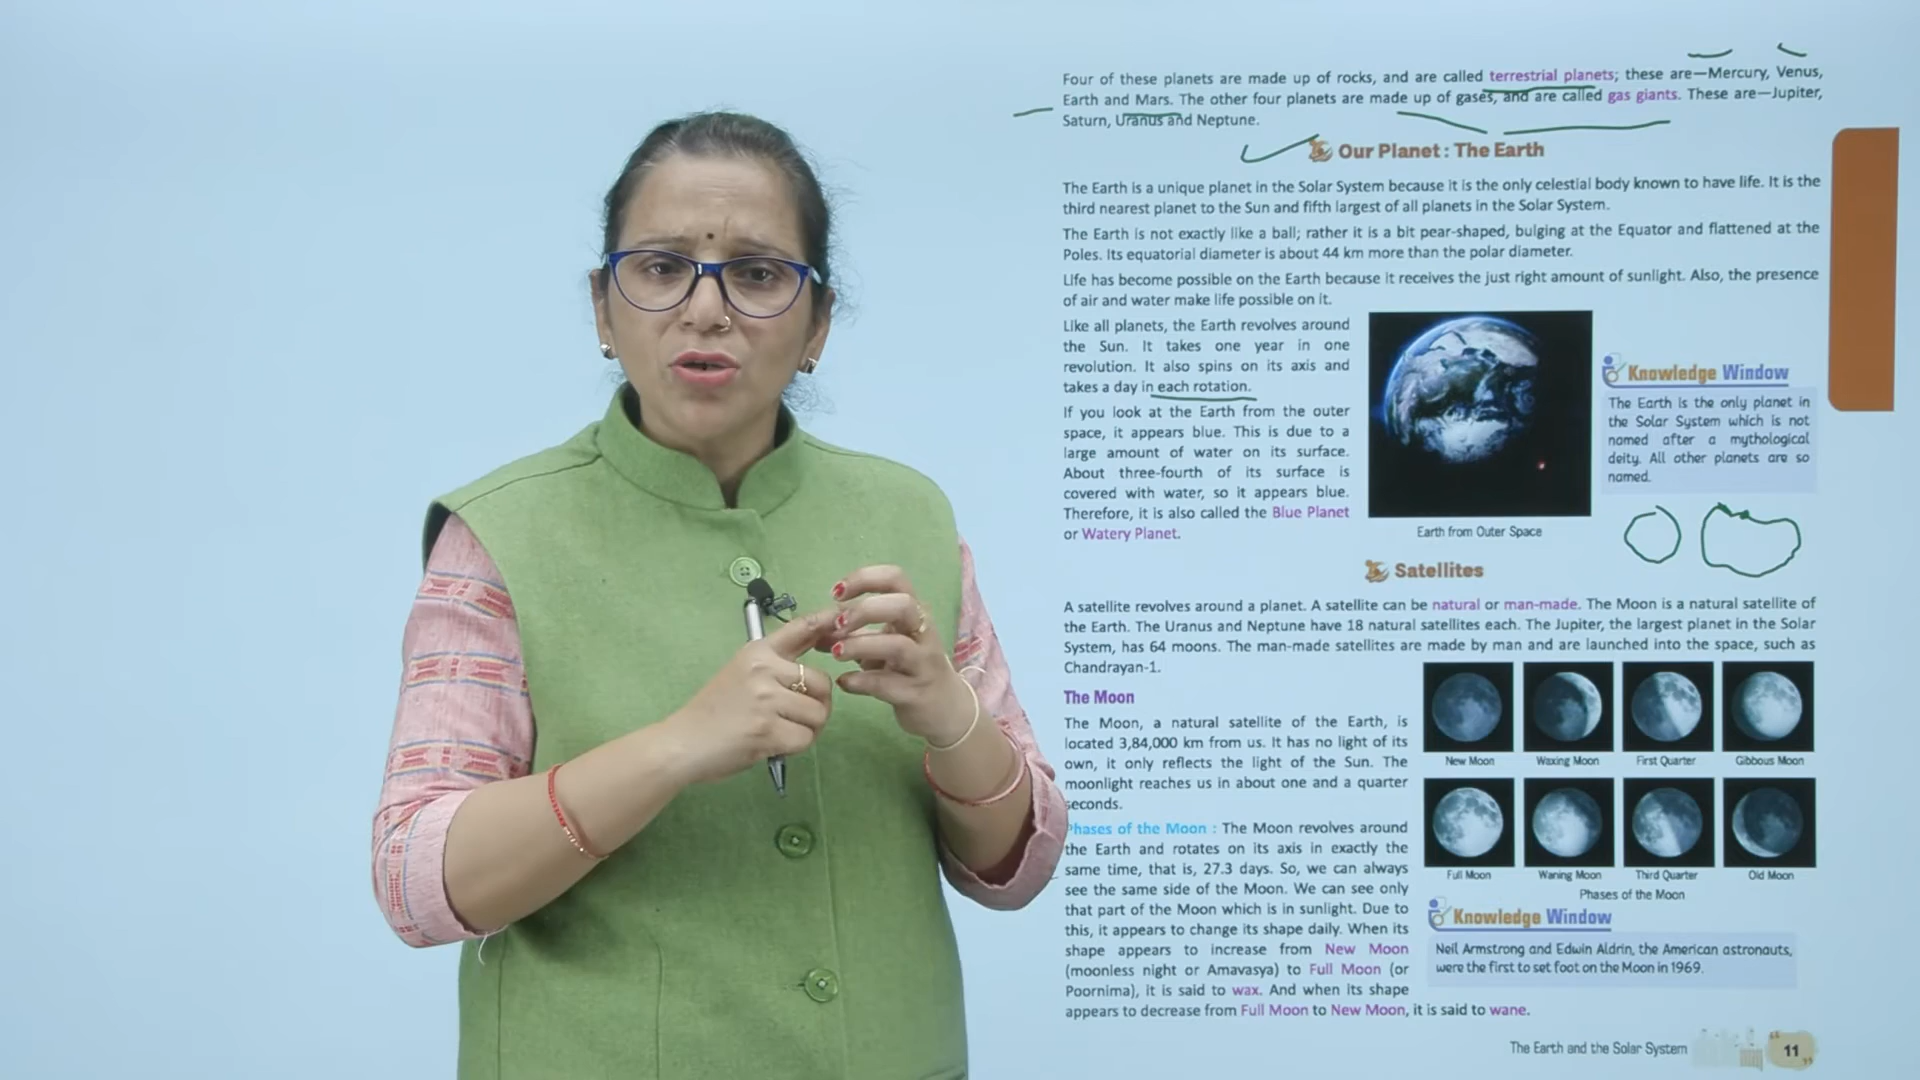 Four of these planets are made up of rocks, and are called terrestrial planets; these are—Mercury, Venus,
Earth and Mars. The other four planets are made up of gases, and are called gas giants. These are—Jupiter,
Saturn, Uranus and Neptune.
Our Planet : The Earth
The Earth is a unique planet in the Solar System because it is the only celestial body known to have life. It is the
third nearest planet to the Sun and fifth largest of all planets in the Solar System.
The Earth is not exactly like a ball; rather it is a bit pear-shaped, bulging at the Equator and flattened at the
Poles. Its equatorial diameter is about 44 km more than the polar diameter.
Life has become possible on the Earth because it receives the just right amount of sunlight. Also, the presence
of air and water make life possible on it.
Like all planets, the Earth revolves around
the Sun. It takes one year in one
revolution. It also spins on its axis and
takes a day in each rotation.
If you look at the Earth from the outer
space, it appears blue. This is due to a
large amount of water on its surface.
About three-fourth of its surface is
covered with water, so it appears blue.
Therefore, it is also called the Blue Planet
or Watery Planet.
Earth from Outer Space
Knowledge Window
The Earth is the only planet in
the Solar System which is not
named after a mythological
deity. All other planets are so
named.
Satellites
A satellite revolves around a planet. A satellite can be natural or man-made. The Moon is a natural satellite of
the Earth. The Uranus and Neptune have 18 natural satellites each. The Jupiter, the largest planet in the Solar
System, has 64 moons. The man-made satellites are made by man and are launched into the space, such as
Chandrayan-1.
The Moon
The Moon, a natural satellite of the Earth, is
located 3,84,000 km from us. It has no light of its
own, it only reflects the light of the Sun. The
moonlight reaches us in about one and a quarter
seconds.
Phases of the Moon : The Moon revolves around
the Earth and rotates on its axis in exactly the
same time, that is, 27.3 days. So, we can always
see the same side of the Moon. We can see only
that part of the Moon which is in sunlight. Due to
this, it appears to change its shape daily. When its
shape appears to increase from New Moon
(moonless night or Amavasya) to Full Moon (or
Poornima), it is said to wax. And when its shape
appears to decrease from Full Moon to New Moon, it is said to wane.
New Moon Waxing Moon First Quarter Gibbous Moon
Full Moon Waning Moon Third Quarter Old Moon
Phases of the Moon
Knowledge Window
Neil Armstrong and Edwin Aldrin, the American astronauts,
were the first to set foot on the Moon in 1969.
The Earth and the Solar System 11